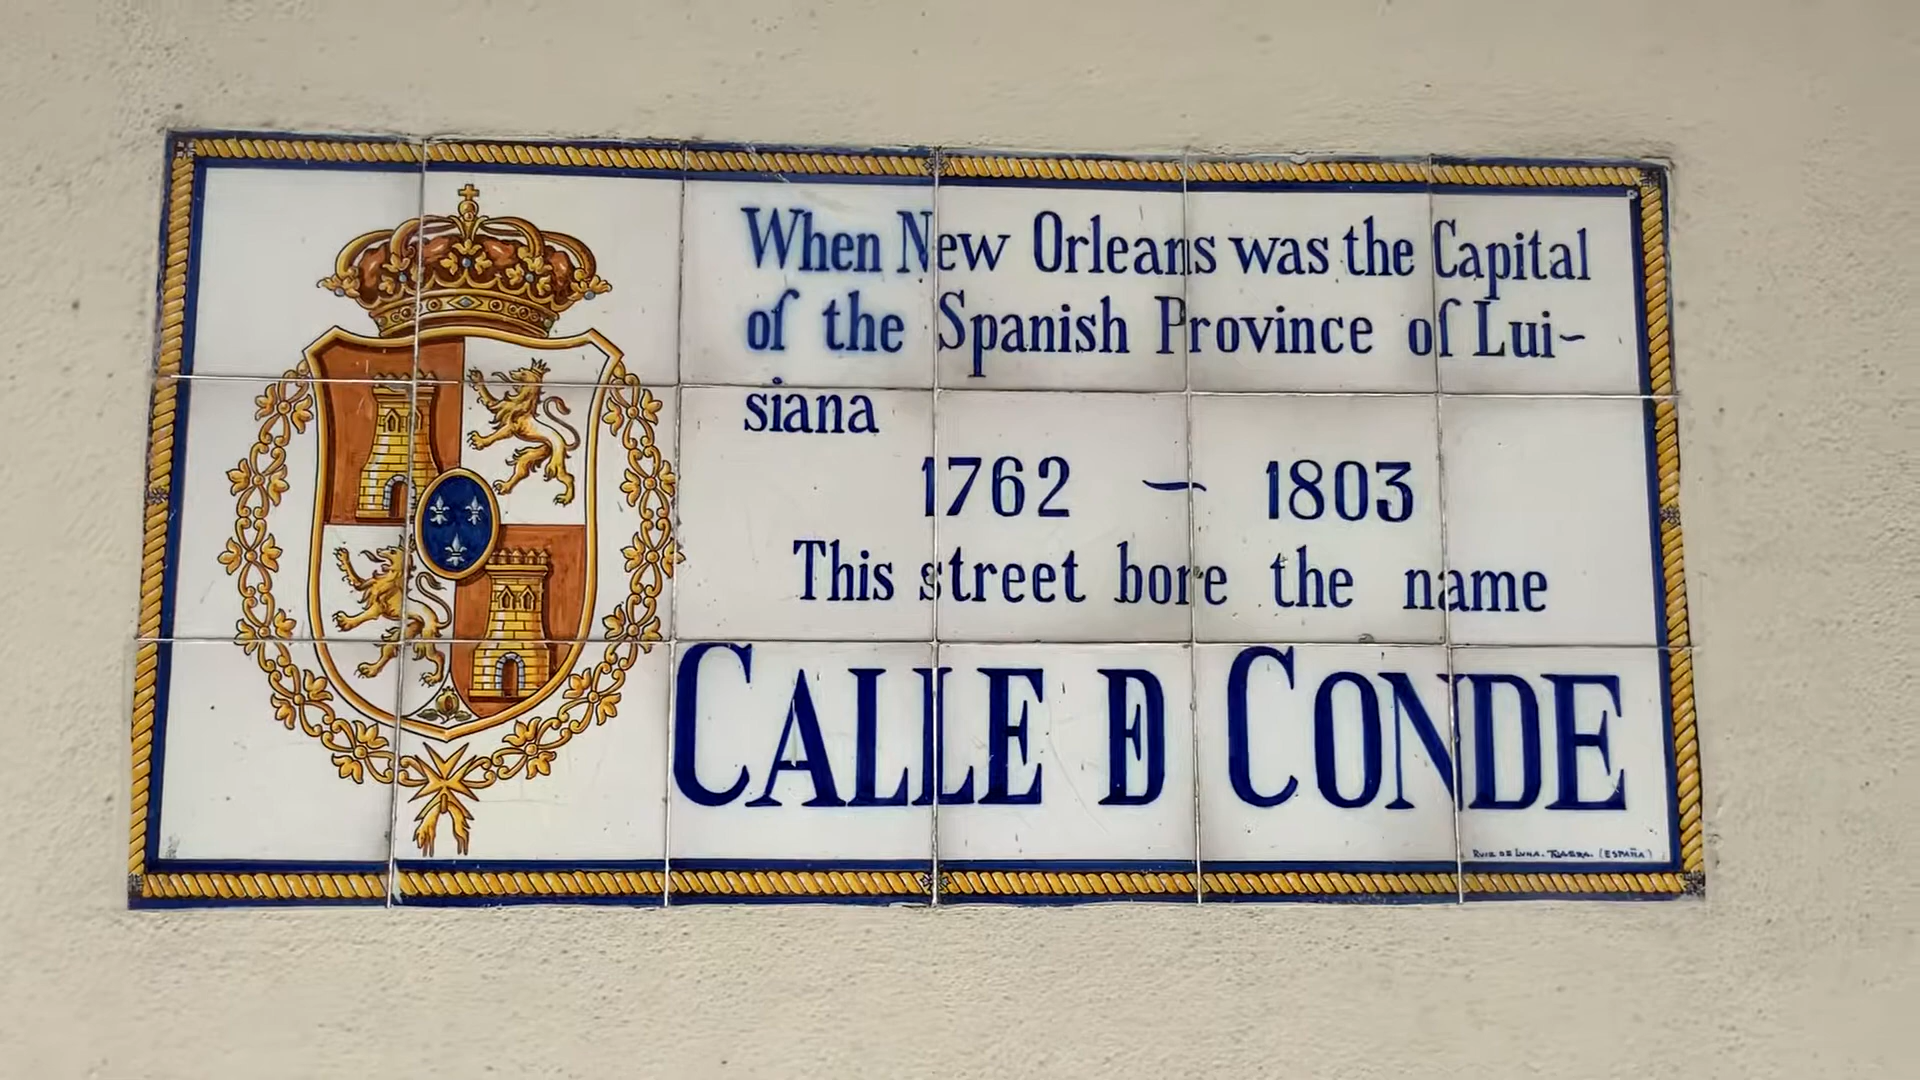 When New Orleans was the Capital
of the Spanish Province of Lui~
siana
1762 – 1803
This street bore the name
CALLE DE CONDE
RUIZ DE LUNA. TALAVERA. (ESPAÑA)